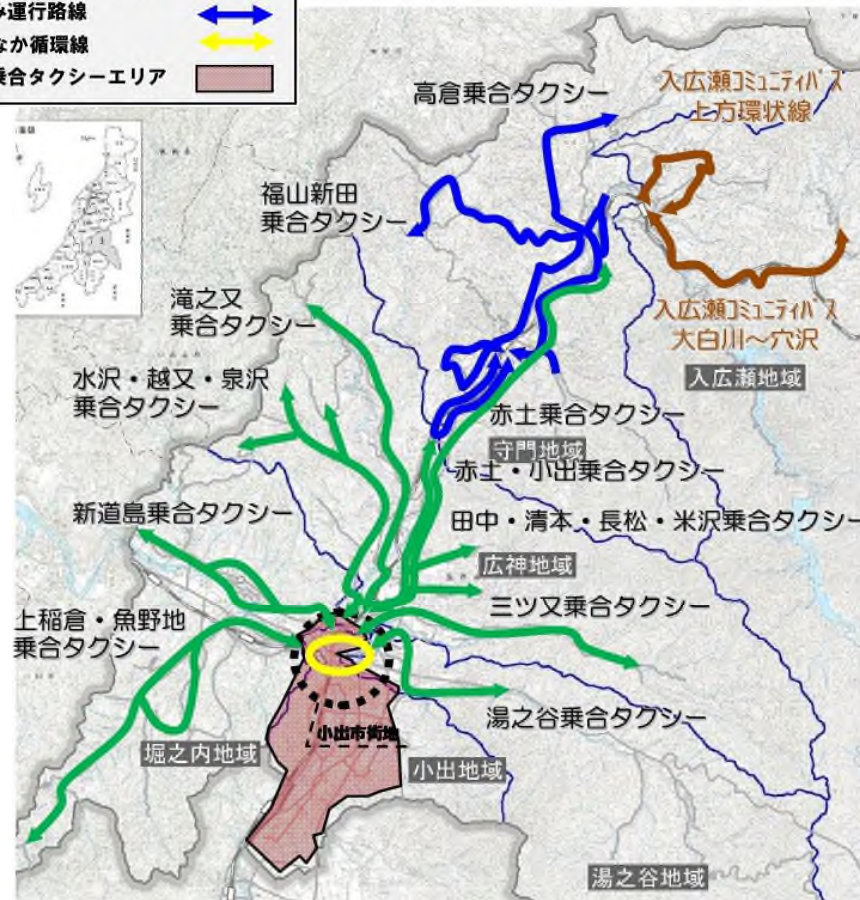 み運行路線
なか循環線
乗合タクシーエリア
高倉乗合タクシー
入広瀬ｺﾐｭﾆﾃｨﾊﾞｽ
上方環状線
福山新田
乗合タクシー
滝之又
乗合タクシー
入広瀬ｺﾐｭﾆﾃｨﾊﾞｽ
大白川～穴沢
水沢・越又・泉沢
乗合タクシー
入広瀬地域
赤土乗合タクシー
守門地域
赤土・小出乗合タクシー
新道島乗合タクシー
田中・清本・長松・米沢乗合タクシー
広神地域
三ツ又乗合タクシー
上稲倉・魚野地
乗合タクシー
湯之谷乗合タクシー
小出市街地
堀之内地域
小出地域
湯之谷地域